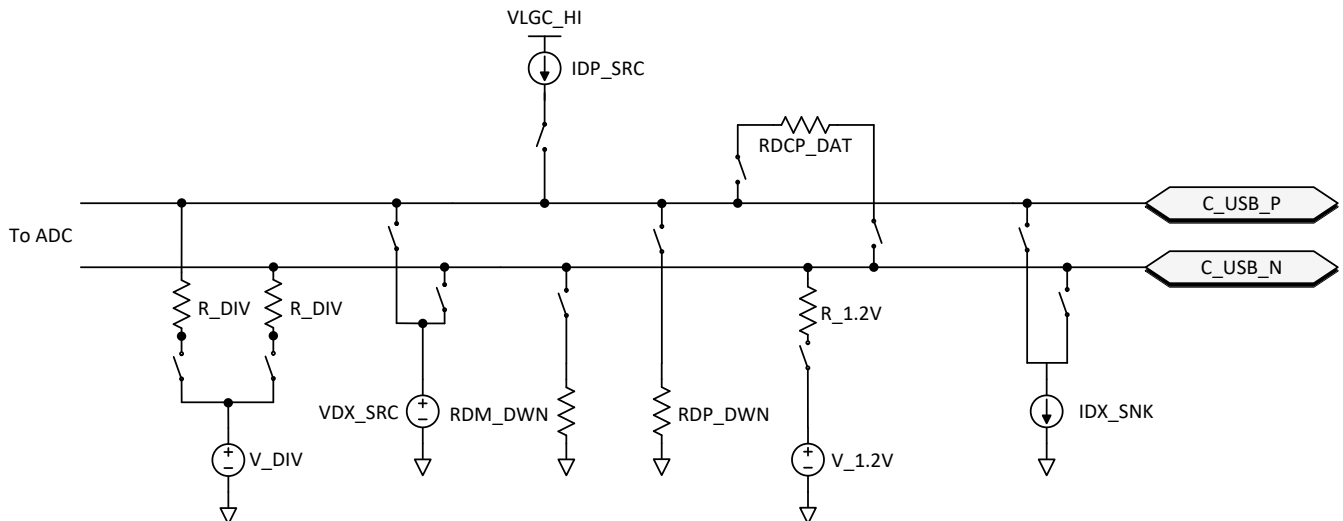 VLGC_HI
IDP_SRC
RDCP_DAT
C_USB_P
To ADC
C_USB_N
R_DIV
R_DIV
R_1.2V
VDX_SRC
RDM_DWN
RDP_DWN
IDX_SNK
V_DIV
V_1.2V